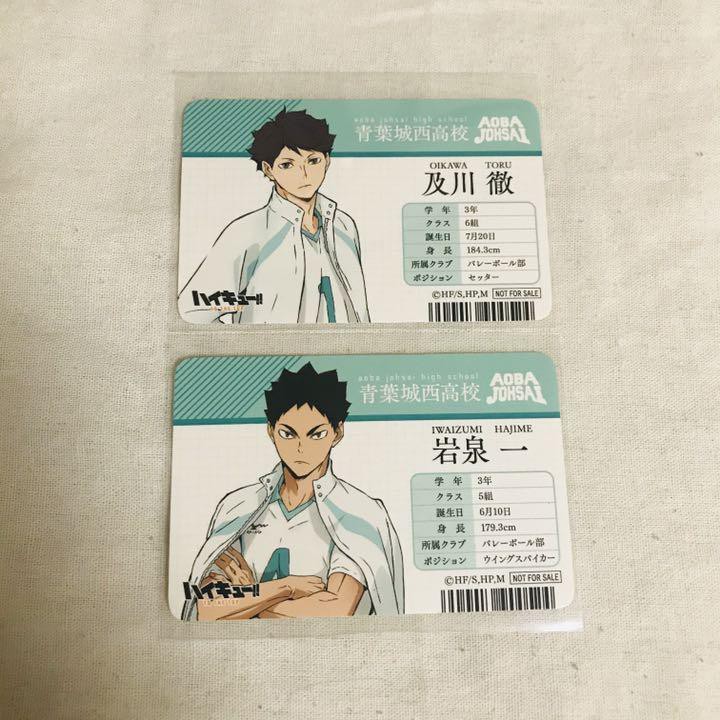 aoba johsai high school
青葉城西高校
AOBA
JOHSAI
OIKAWA TORU
及川 徹
学年 3年
クラス 6組
誕生日 7月20日
身長 184.3cm
所属クラブ バレーボール部
ポジション セッター
ハイキュー!!
TO THE TOP
©HF/S,HP,M NOT FOR SALE
aoba johsai high school
青葉城西高校
AOBA
JOHSAI
IWAIZUMI HAJIME
岩泉 一
学年 3年
クラス 5組
誕生日 6月10日
身長 179.3cm
所属クラブ バレーボール部
ポジション ウイングスパイカー
ハイキュー!!
TO THE TOP
©HF/S,HP,M NOT FOR SALE